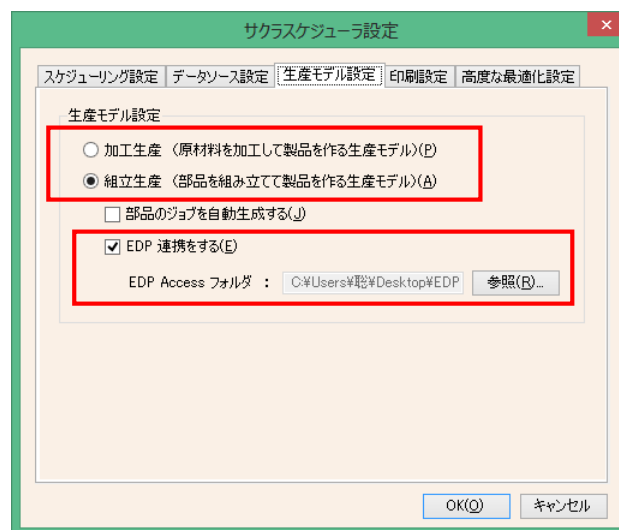 サクラスケジューラ設定
スケジューリング設定 データソース設定 生産モデル設定 印刷設定 高度な最適化設定
生産モデル設定
加工生産 (原材料を加工して製品を作る生産モデル)(P)
組立生産 (部品を組み立てて製品を作る生産モデル)(A)
部品のジョブを自動生成する(J)
EDP 連携をする(E)
EDP Access フォルダ : C:¥Users¥聡¥Desktop¥EDP 参照(R)...
OK(O) キャンセル